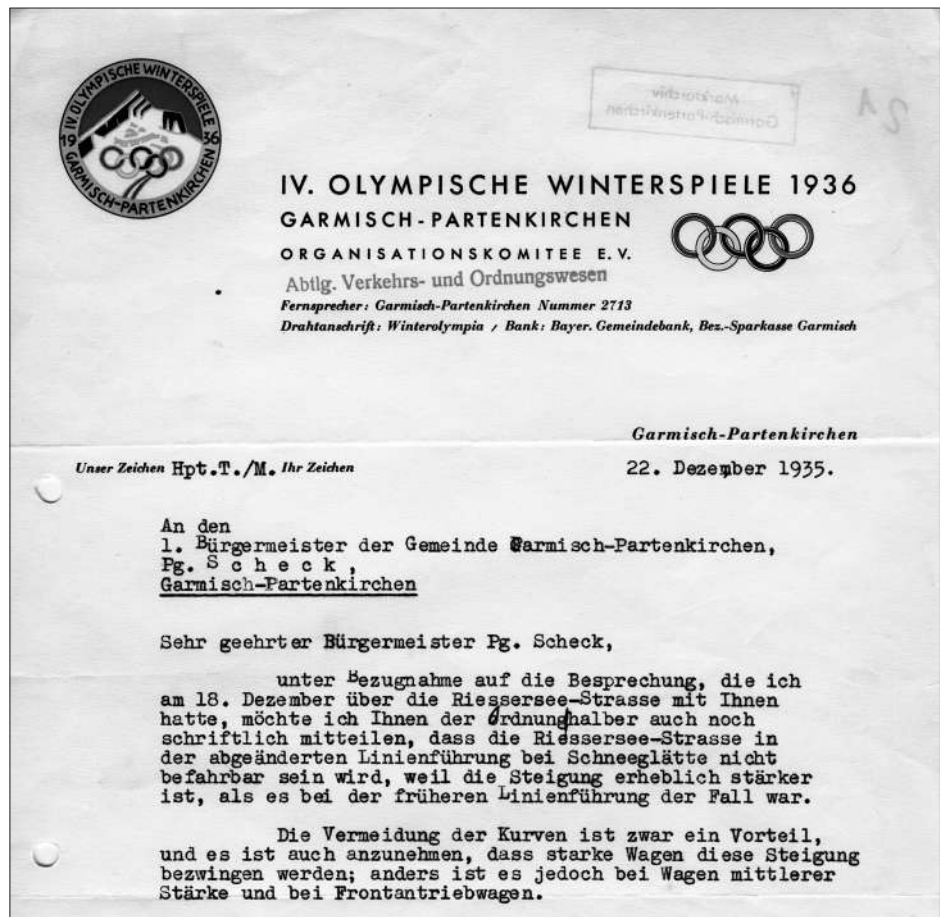 IV. OLYMPISCHE WINTERSPIELE
1936
GARMISCH-PARTENKIRCHEN
Marktarchiv
Garmisch-Partenkirchen
21
IV. OLYMPISCHE WINTERSPIELE 1936
GARMISCH-PARTENKIRCHEN
ORGANISATIONSKOMITEE E.V.
Abtlg. Verkehrs- und Ordnungswesen
Fernsprecher: Garmisch-Partenkirchen Nummer 2713
Drahtanschrift: Winterolympia / Bank: Bayer. Gemeindebank, Bez.-Sparkasse Garmisch
Garmisch-Partenkirchen
Unser Zeichen Hpt.T./M. Ihr Zeichen
22. Dezember 1935.
An den
1. Bürgermeister der Gemeinde Garmisch-Partenkirchen,
Pg. S c h e c k ,
Garmisch-Partenkirchen
Sehr geehrter Bürgermeister Pg. Scheck,
unter Bezugnahme auf die Besprechung, die ich
am 18. Dezember über die Riessersee-Strasse mit Ihnen
hatte, möchte ich Ihnen der Ordnung halber auch noch
schriftlich mitteilen, dass die Riessersee-Strasse in
der abgeänderten Linienführung bei Schneeglätte nicht
befahrbar sein wird, weil die Steigung erheblich stärker
ist, als es bei der früheren Linienführung der Fall war.
Die Vermeidung der Kurven ist zwar ein Vorteil,
und es ist auch anzunehmen, dass starke Wagen diese Steigung
bezwingen werden; anders ist es jedoch bei Wagen mittlerer
Stärke und bei Frontantriebwagen.